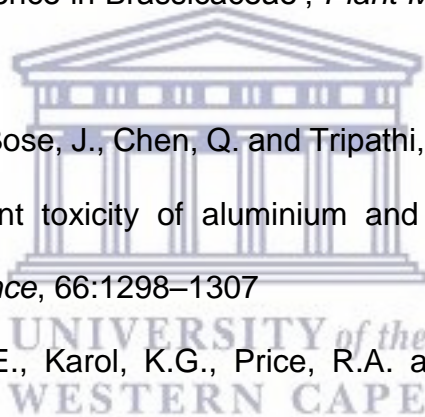 ence in Brassicaceae', Plant M
Bose, J., Chen, Q. and Tripathi,
nt toxicity of aluminium and
nce, 66:1298–1307
UNIVERSITY of the
E., Karol, K.G., Price, R.A. a
WESTERN CAPE